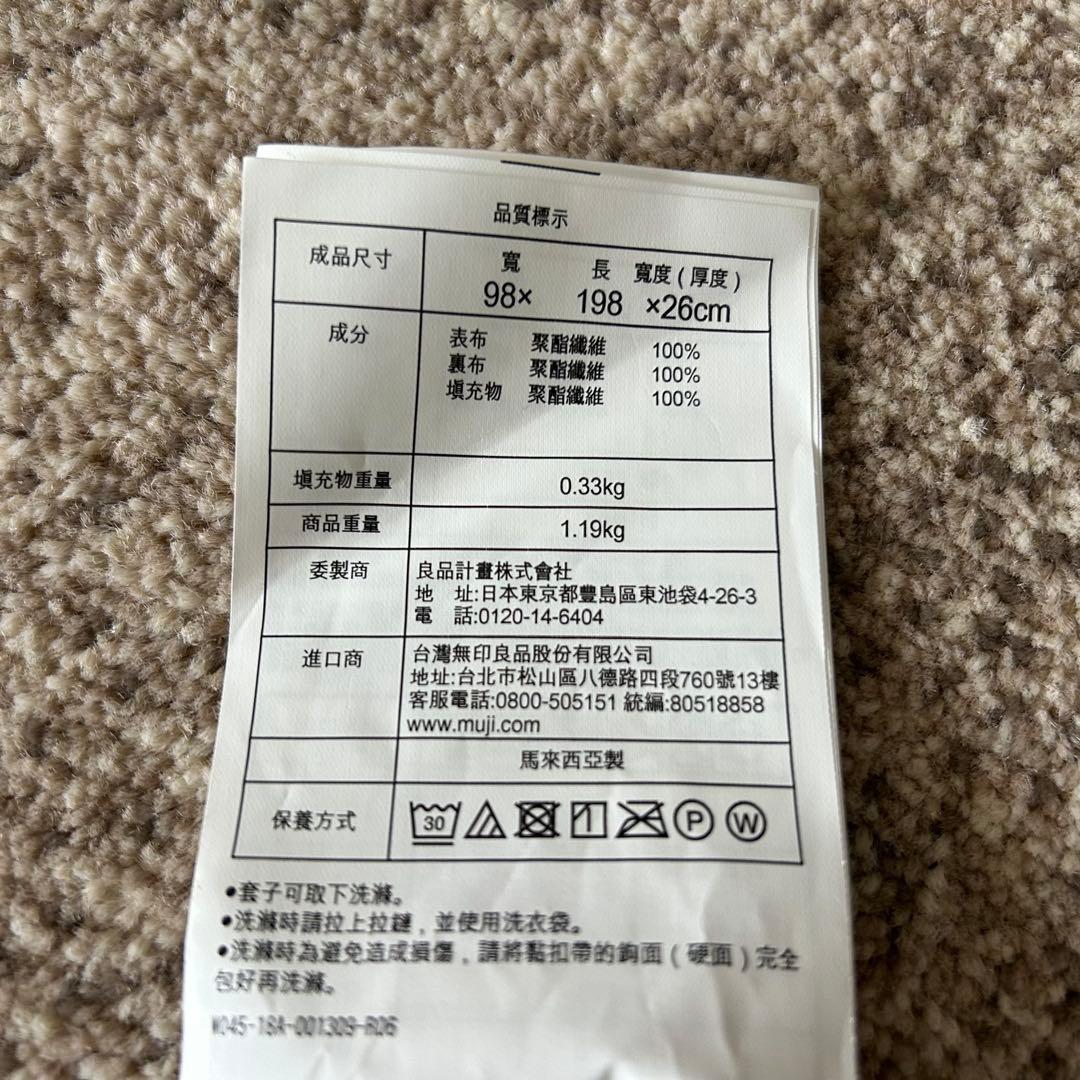 品質標示
成品尺寸 寬 長 寬度(厚度)
98× 198 ×26cm
成分 表布 聚酯纖維 100%
裏布 聚酯纖維 100%
填充物 聚酯纖維 100%
填充物重量 0.33kg
商品重量 1.19kg
委製商 良品計畫株式會社
地 址:日本東京都豐島區東池袋4-26-3
電 話:0120-14-6404
進口商 台灣無印良品股份有限公司
地址:台北市松山區八德路四段760號13樓
客服電話:0800-505151 統編:80518858
www.muji.com
馬來西亞製
保養方式 30 P W
•套子可取下洗滌。
•洗滌時請拉上拉鏈，並使用洗衣袋。
•洗滌時為避免造成損傷，請將黏扣帶的鉤面(硬面)完全
包好再洗滌。
W045-18A-001309-R06